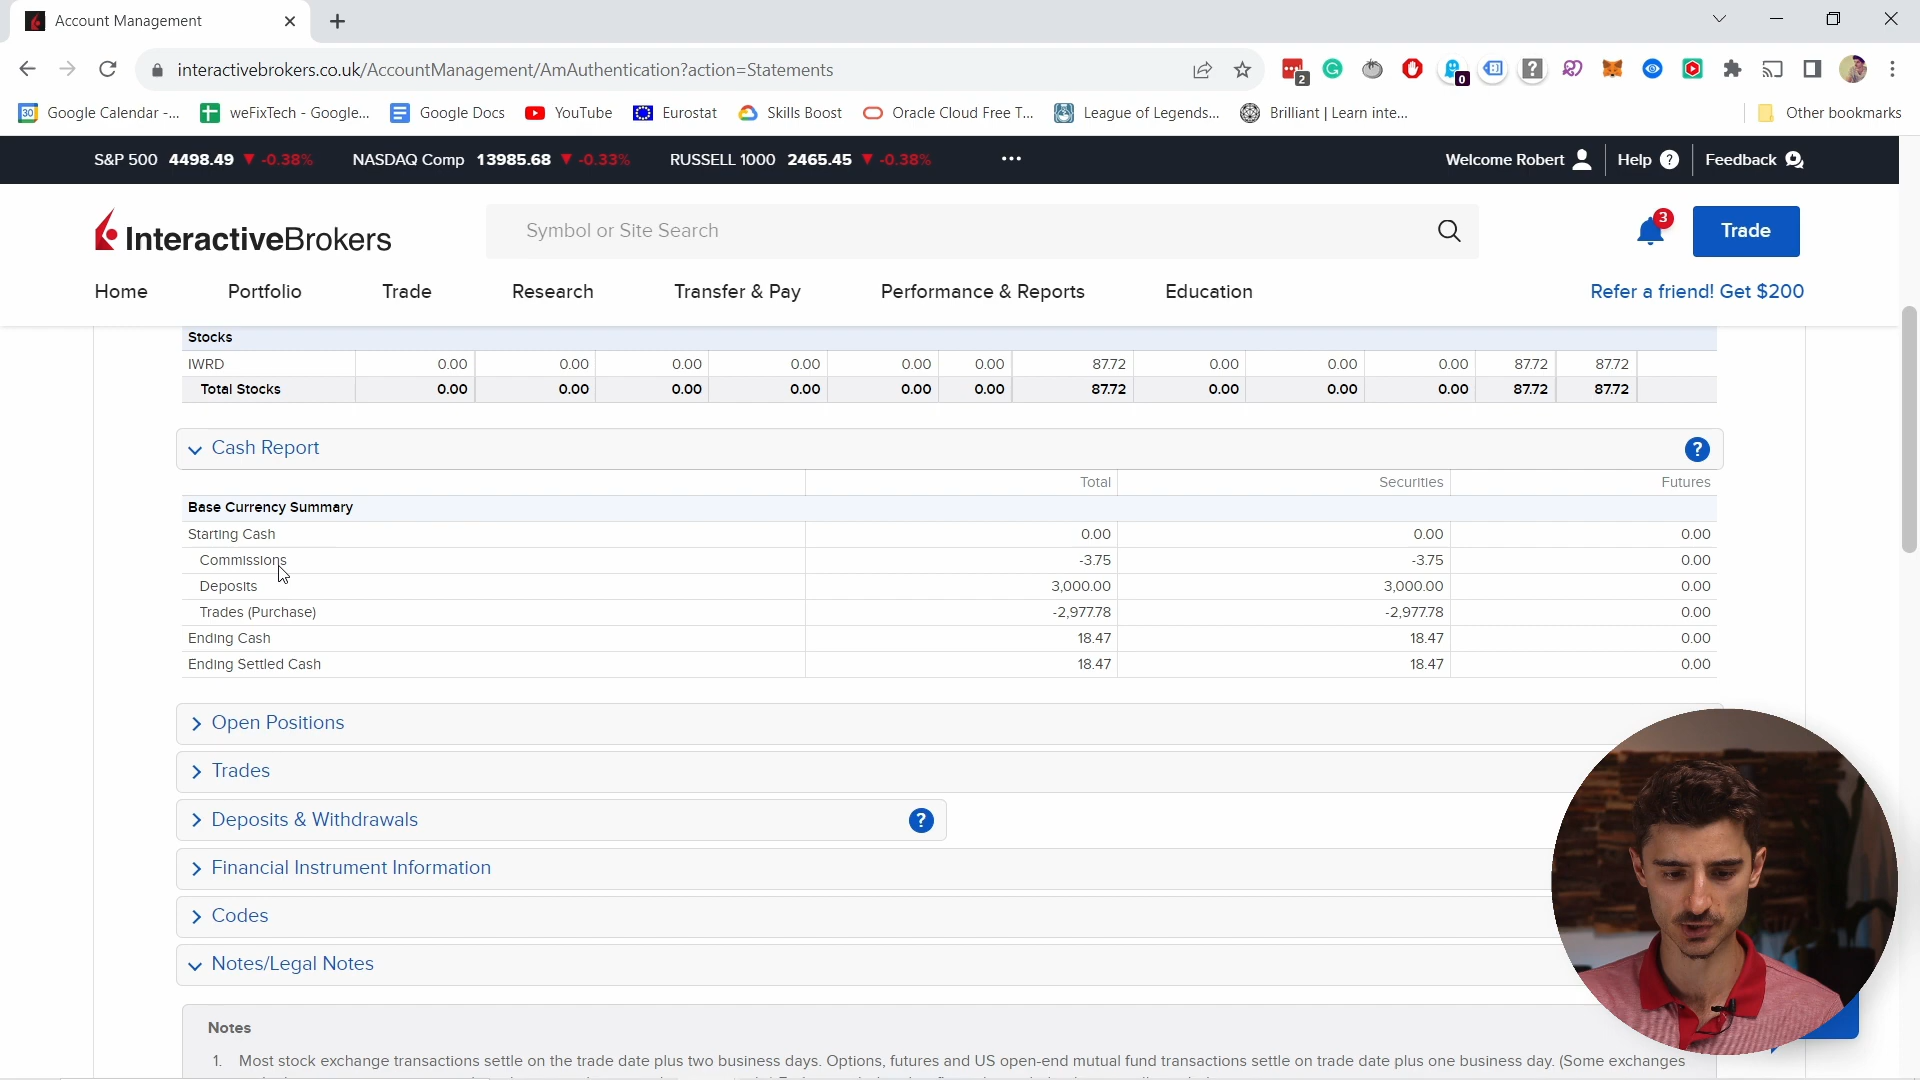 Account Management
interactivebrokers.co.uk/AccountManagement/AmAuthentication?action=Statements
2
0
Google Calendar -... weFixTech - Google... Google Docs YouTube Eurostat Skills Boost Oracle Cloud Free T... League of Legends... Brilliant | Learn inte... Other bookmarks
S&P 500 4498.49 ▼ -0.38% NASDAQ Comp 13985.68 ▼ -0.33% RUSSELL 1000 2465.45 ▼ -0.38% ••• Welcome Robert Help ? Feedback
InteractiveBrokers Symbol or Site Search 3 Trade
Home Portfolio Trade Research Transfer & Pay Performance & Reports Education Refer a friend! Get $200
Stocks
IWRD 0.00 0.00 0.00 0.00 0.00 0.00 87.72 0.00 0.00 0.00 87.72 87.72
Total Stocks 0.00 0.00 0.00 0.00 0.00 0.00 87.72 0.00 0.00 0.00 87.72 87.72
Cash Report ?
Total Securities Futures
Base Currency Summary
Starting Cash 0.00 0.00 0.00
Commissions -3.75 -3.75 0.00
Deposits 3,000.00 3,000.00 0.00
Trades (Purchase) -2,977.78 -2,977.78 0.00
Ending Cash 18.47 18.47 0.00
Ending Settled Cash 18.47 18.47 0.00
Open Positions
Trades
Deposits & Withdrawals ?
Financial Instrument Information
Codes
Notes/Legal Notes
Notes
1. Most stock exchange transactions settle on the trade date plus two business days. Options, futures and US open-end mutual fund transactions settle on trade date plus one business day. (Some exchanges